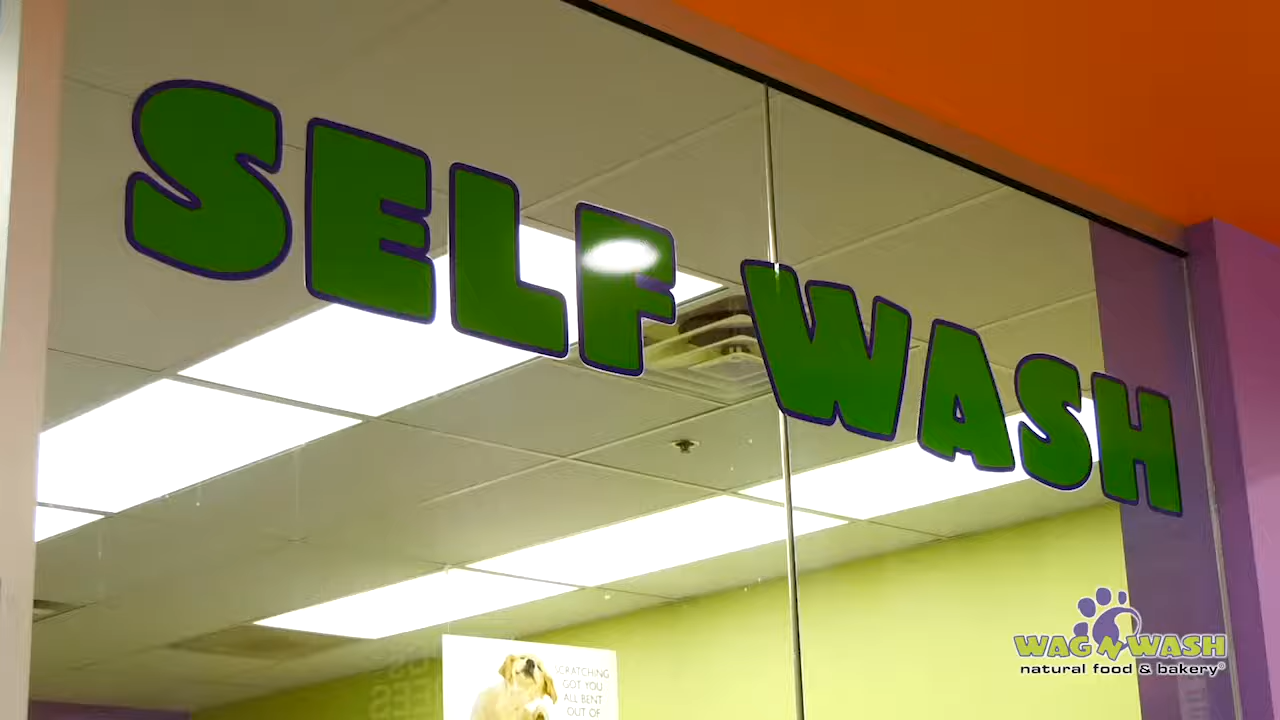 SELF WASH
SCRATCHING
GOT YOU
ALL BENT
OUT OF
WAG N WASH
natural food & bakery®